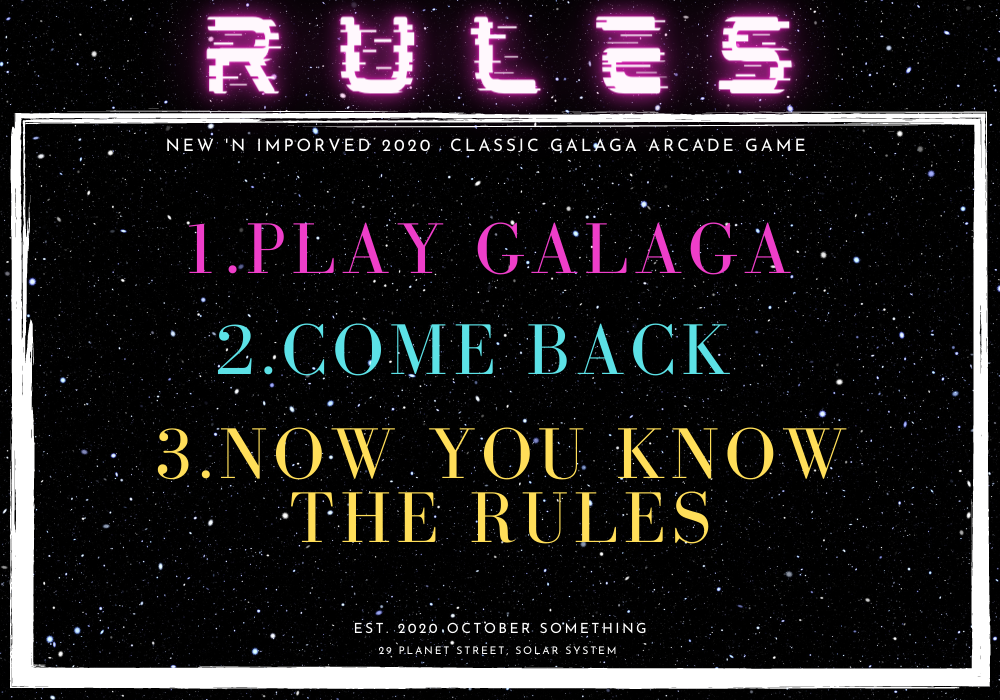 RULES
NEW 'N IMPORVED 2020 . CLASSIC GALAGA ARCADE GAME
1.PLAY GALAGA
2.COME BACK
3.NOW YOU KNOW
THE RULES
EST. 2020 OCTOBER SOMETHING
29 PLANET STREET, SOLAR SYSTEM